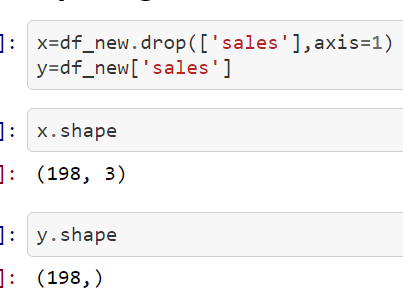 ]: x=df_new.drop(['sales'],axis=1)
y=df_new['sales']
]: x.shape
]: (198, 3)
]: y.shape
]: (198,)